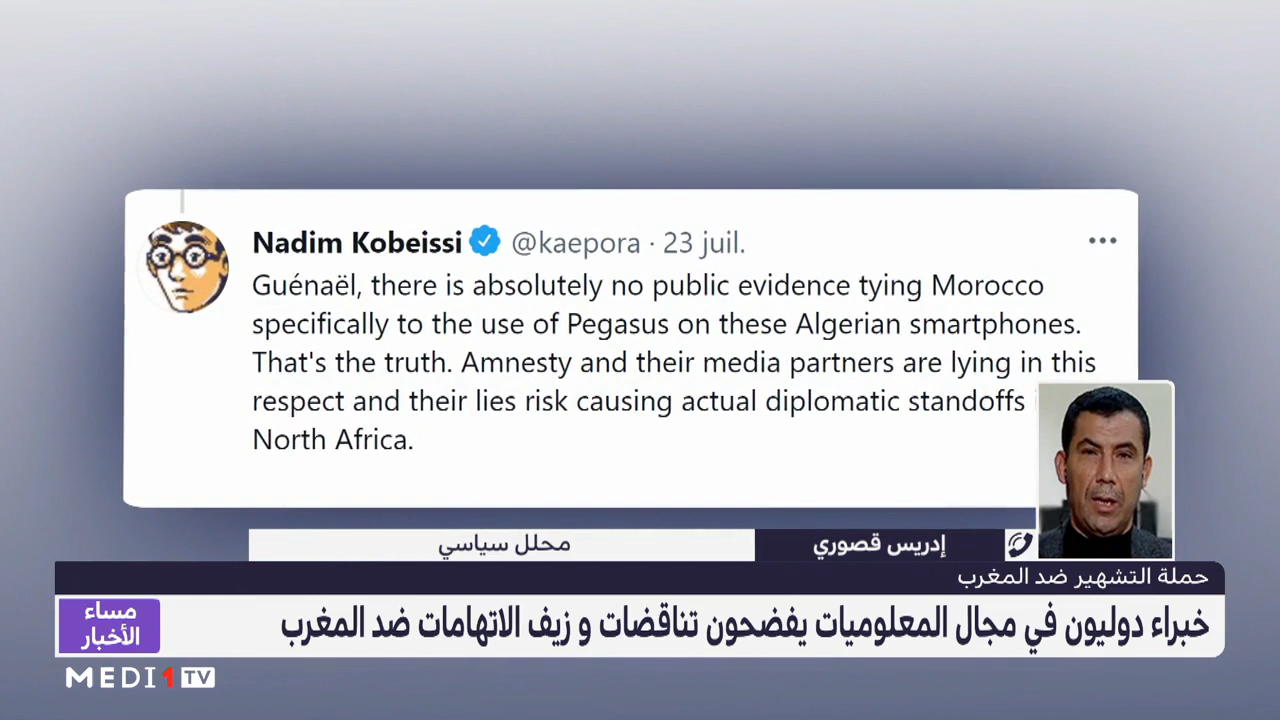 Nadim Kobeissi @kaepora · 23 juil.
Guénaël, there is absolutely no public evidence tying Morocco
specifically to the use of Pegasus on these Algerian smartphones.
That's the truth. Amnesty and their media partners are lying in this
respect and their lies risk causing actual diplomatic standoffs
North Africa.
إدريس قصوري
محلل سياسي
حملة التشهير ضد المغرب
خبراء دوليون في مجال المعلوميات يفضحون تناقضات و زيف الاتهامات ضد المغرب
مساء
الأخبار
MEDI1 TV